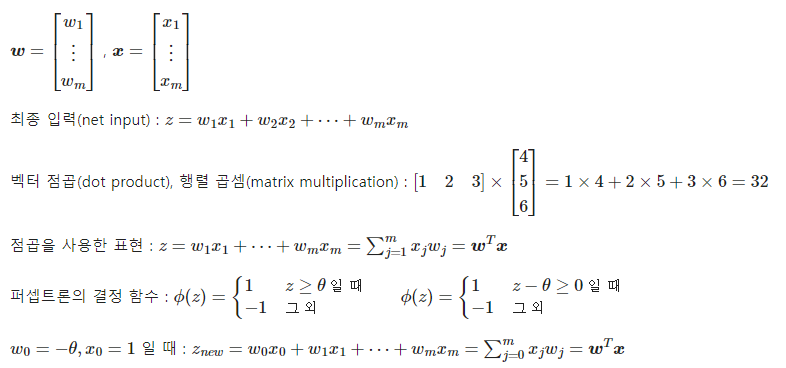 w = [w₁ ⋮ wₘ] , x = [x₁ ⋮ xₘ]
최종 입력(net input) : z = w₁x₁ + w₂x₂ + ⋯ + wₘxₘ
벡터 점곱(dot product), 행렬 곱셈(matrix multiplication) : [1 2 3] × [4 5 6] = 1 × 4 + 2 × 5 + 3 × 6 = 32
점곱을 사용한 표현 : z = w₁x₁ + ⋯ + wₘxₘ = ∑ⱼ₌₁ᵐ xⱼwⱼ = wᵀx
퍼셉트론의 결정 함수 : ϕ(z) = { 1 z ≥ θ 일 때 -1 그 외 ϕ(z) = { 1 z − θ ≥ 0 일 때 -1 그 외
w₀ = −θ, x₀ = 1 일 때 : zₙₑw = w₀x₀ + w₁x₁ + ⋯ + wₘxₘ = ∑ⱼ₌₀ᵐ xⱼwⱼ = wᵀx